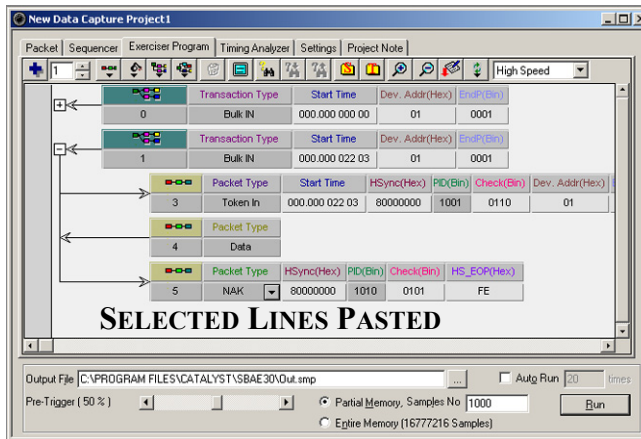 New Data Capture Project1
Packet Sequencer Exerciser Program Timing Analyzer Settings Project Note
1 High Speed
Transaction Type Start Time Dev. Addr(Hex) EndP(Bin)
0 Bulk IN 000.000 000 00 01 0001
Transaction Type Start Time Dev. Addr(Hex) EndP(Bin)
1 Bulk IN 000.000 022 03 01 0001
Packet Type Start Time HSync(Hex) PID(Bin) Check(Bin) Dev. Addr(Hex)
3 Token In 000.000 022 03 80000000 1001 0110 01
Packet Type
4 Data
Packet Type HSync(Hex) PID(Bin) Check(Bin) HS_EOP(Hex)
5 NAK 80000000 1010 0101 FE
SELECTED LINES PASTED
Output File C:\PROGRAM FILES\CATALYST\SBAE30\Out.smp ... Auto Run 20 times
Pre-Trigger ( 50 % ) Partial Memory, Samples No 1000 Run
Entire Memory (16777216 Samples)